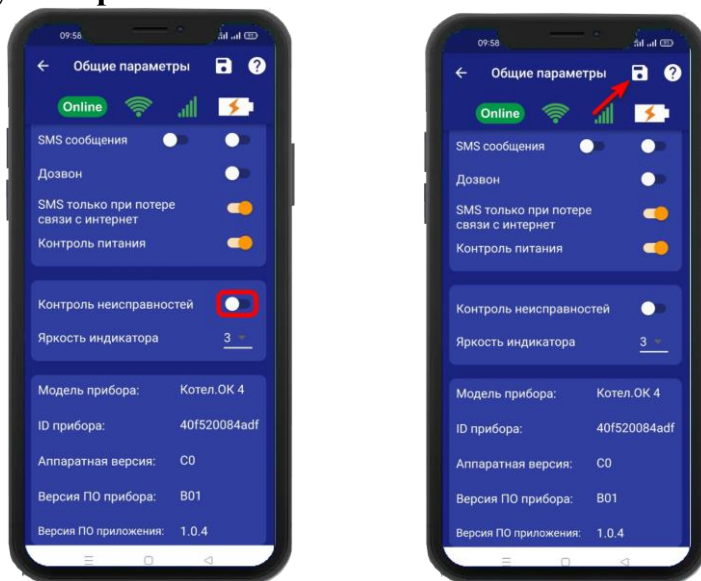 09:58
Общие параметры
Online
SMS сообщения
Дозвон
SMS только при потере
связи с интернет
Контроль питания
Контроль неисправностей
Яркость индикатора 3
Модель прибора: Котел.ОК 4
ID прибора: 40f520084adf
Аппаратная версия: C0
Версия ПО прибора: B01
Версия ПО приложения: 1.0.4
09:58
Общие параметры
Online
SMS сообщения
Дозвон
SMS только при потере
связи с интернет
Контроль питания
Контроль неисправностей
Яркость индикатора 3
Модель прибора: Котел.ОК 4
ID прибора: 40f520084adf
Аппаратная версия: C0
Версия ПО прибора: B01
Версия ПО приложения: 1.0.4